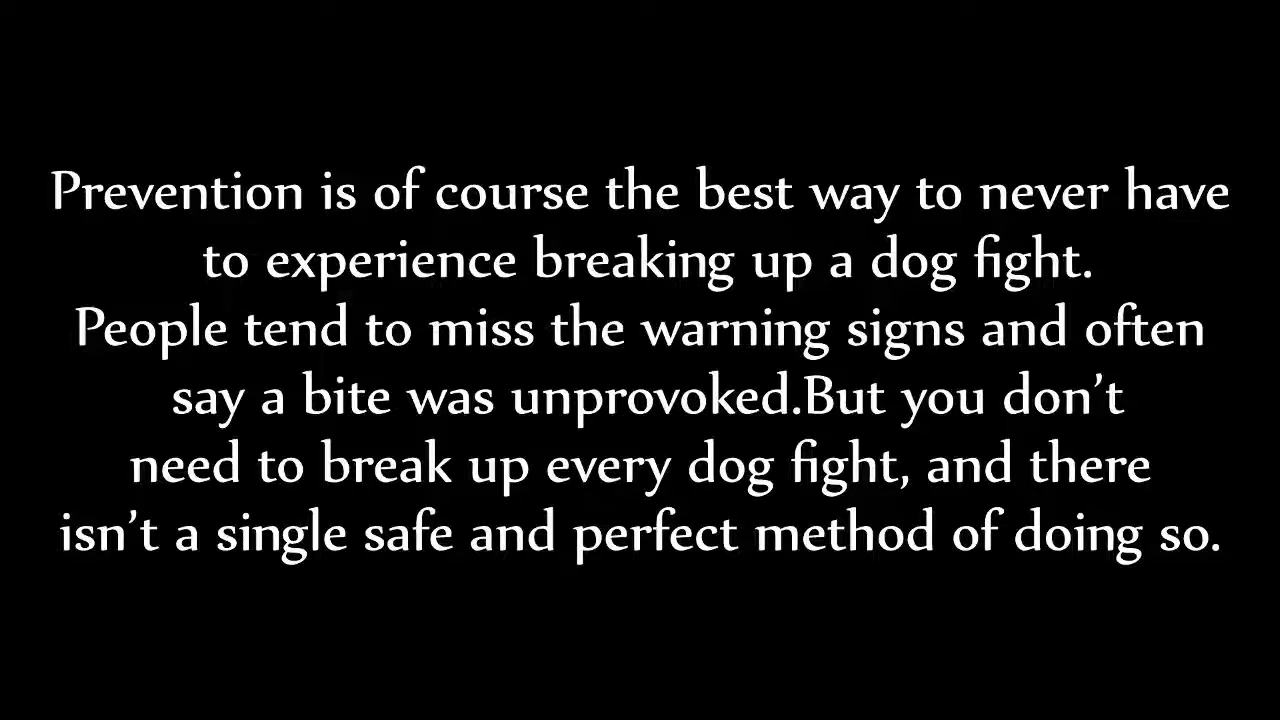 Prevention is of course the best way to never have
to experience breaking up a dog fight.
People tend to miss the warning signs and often
say a bite was unprovoked.But you don’t
need to break up every dog fight, and there
isn’t a single safe and perfect method of doing so.